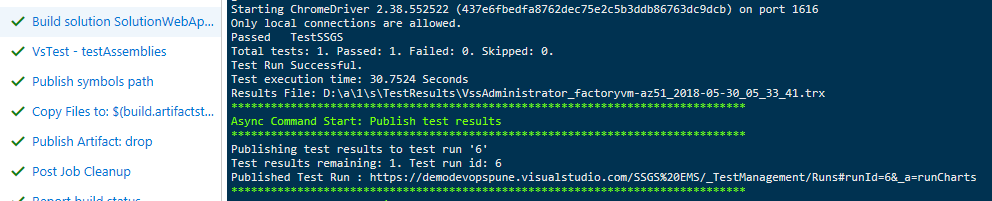 Build solution SolutionWebAp...
VsTest - testAssemblies
Publish symbols path
Copy Files to: $(build.artifactst...
Publish Artifact: drop
Post Job Cleanup
Report build status
Starting ChromeDriver 2.38.552522 (437e6fbedfa8762dec75e2c5b3ddb86763dc9dcb) on port 1616
Only local connections are allowed.
Passed   TestSSGS
Total tests: 1. Passed: 1. Failed: 0. Skipped: 0.
Test Run Successful.
Test execution time: 30.7524 Seconds
Results File: D:\a\1\s\TestResults\VssAdministrator_factoryvm-az51_2018-05-30_05_33_41.trx
******************************************************************************
Async Command Start: Publish test results
******************************************************************************
Publishing test results to test run '6'
Test results remaining: 1. Test run id: 6
Published Test Run : https://demodevopspune.visualstudio.com/SSGS%20EMS/_TestManagement/Runs#runId=6&_a=runCharts
******************************************************************************